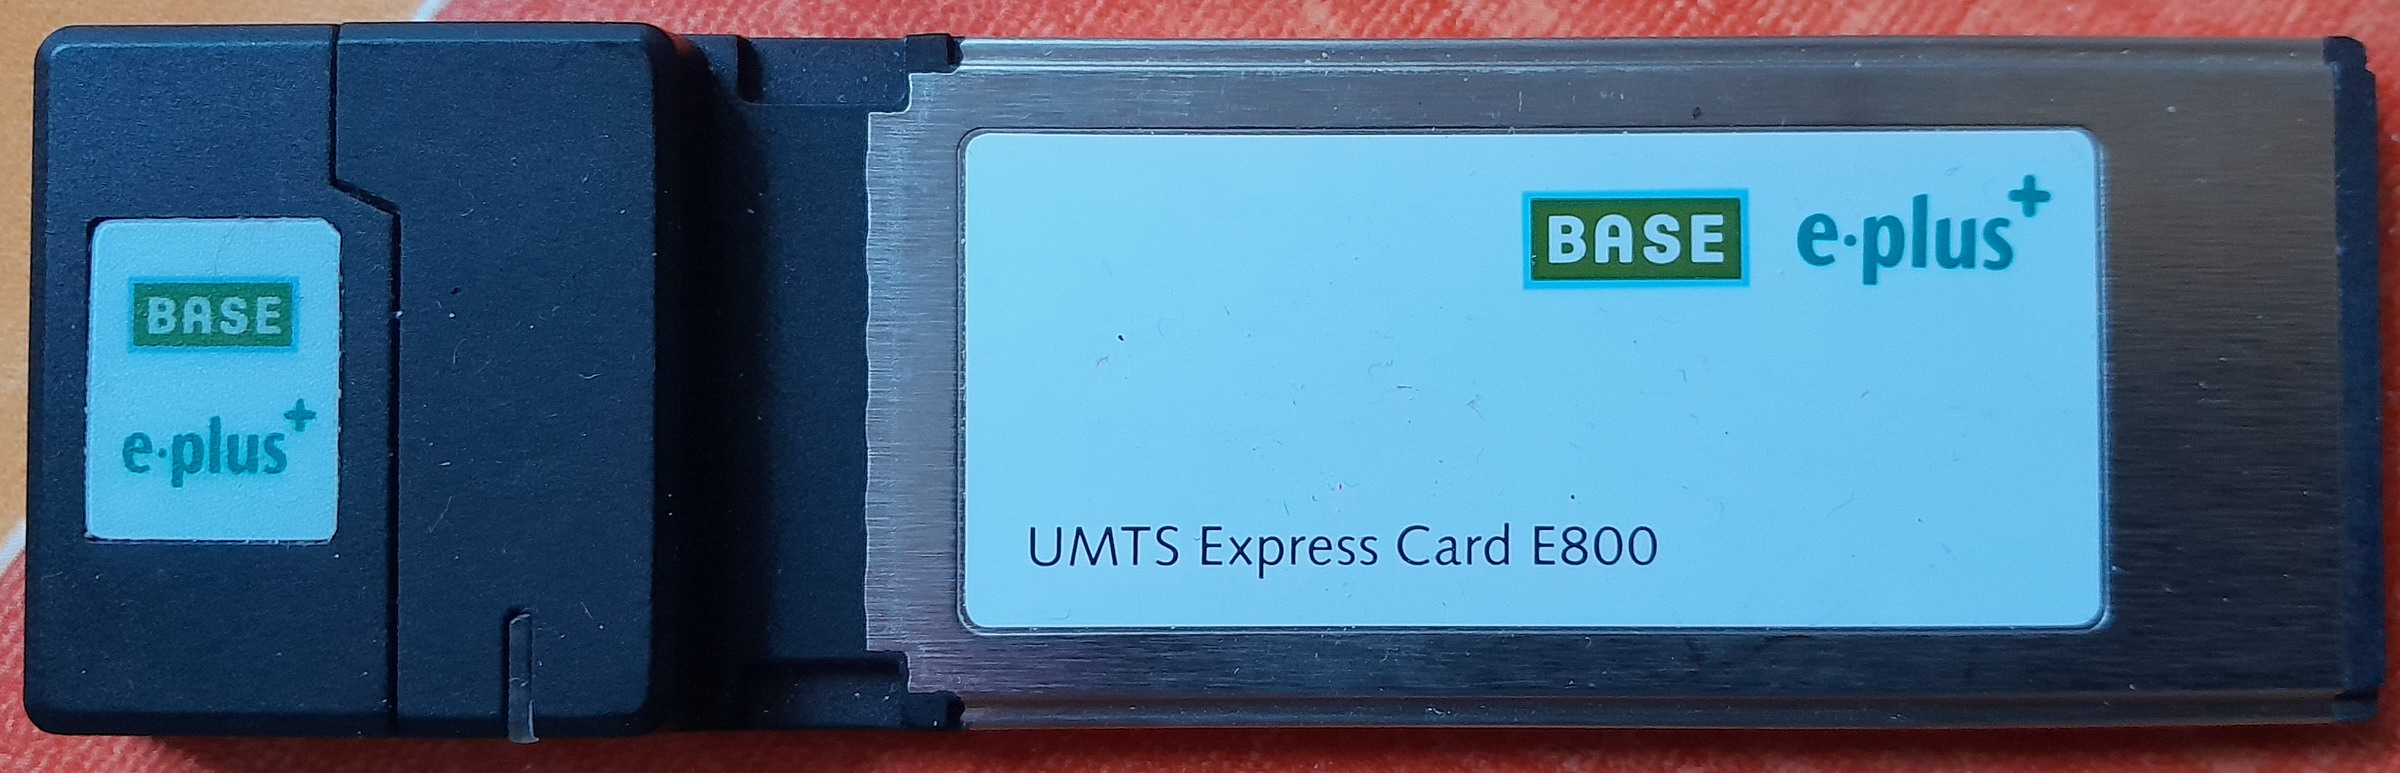 BASE
e·plus+
BASE e·plus+
UMTS Express Card E800